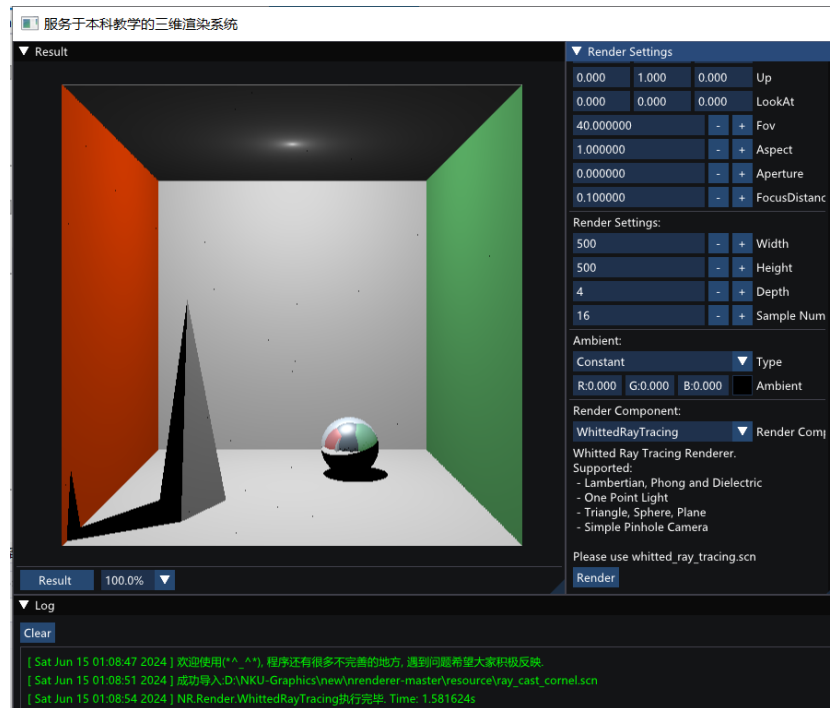 服务于本科教学的三维渲染系统
Result
Render Settings
0.000 1.000 0.000 Up
0.000 0.000 0.000 LookAt
40.000000 - + Fov
1.000000 - + Aspect
0.000000 - + Aperture
0.100000 - + FocusDistanc
Render Settings:
500 - + Width
500 - + Height
4 - + Depth
16 - + Sample Num
Ambient:
Constant Type
R:0.000 G:0.000 B:0.000 Ambient
Render Component:
WhittedRayTracing Render Comp
Whitted Ray Tracing Renderer.
Supported:
- Lambertian, Phong and Dielectric
- One Point Light
- Triangle, Sphere, Plane
- Simple Pinhole Camera
Please use whitted_ray_tracing.scn
Render
Result 100.0%
Log
Clear
[ Sat Jun 15 01:08:47 2024 ] 欢迎使用(*^_^*), 程序还有很多不完善的地方, 遇到问题希望大家积极反映.
[ Sat Jun 15 01:08:51 2024 ] 成功导入:D:\NKU-Graphics\new\nrenderer-master\resource\ray_cast_cornel.scn
[ Sat Jun 15 01:08:54 2024 ] NR.Render.WhittedRayTracing执行完毕. Time: 1.581624s